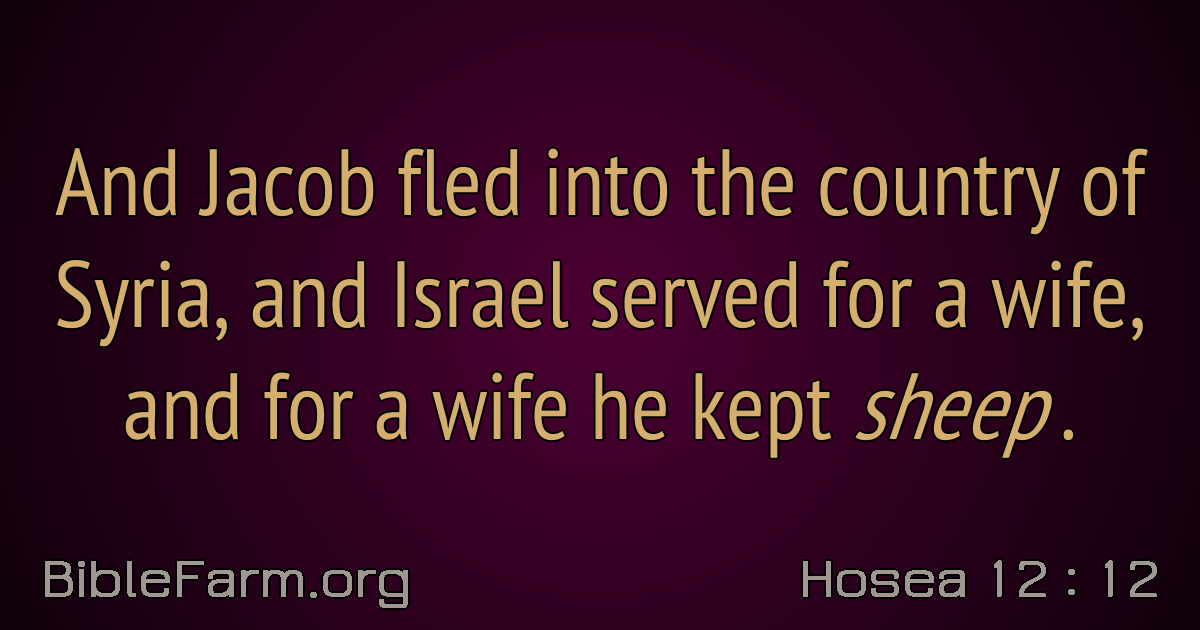 And Jacob fled into the country of
Syria, and Israel served for a wife,
and for a wife he kept sheep .
BibleFarm.org
Hosea 12 : 12